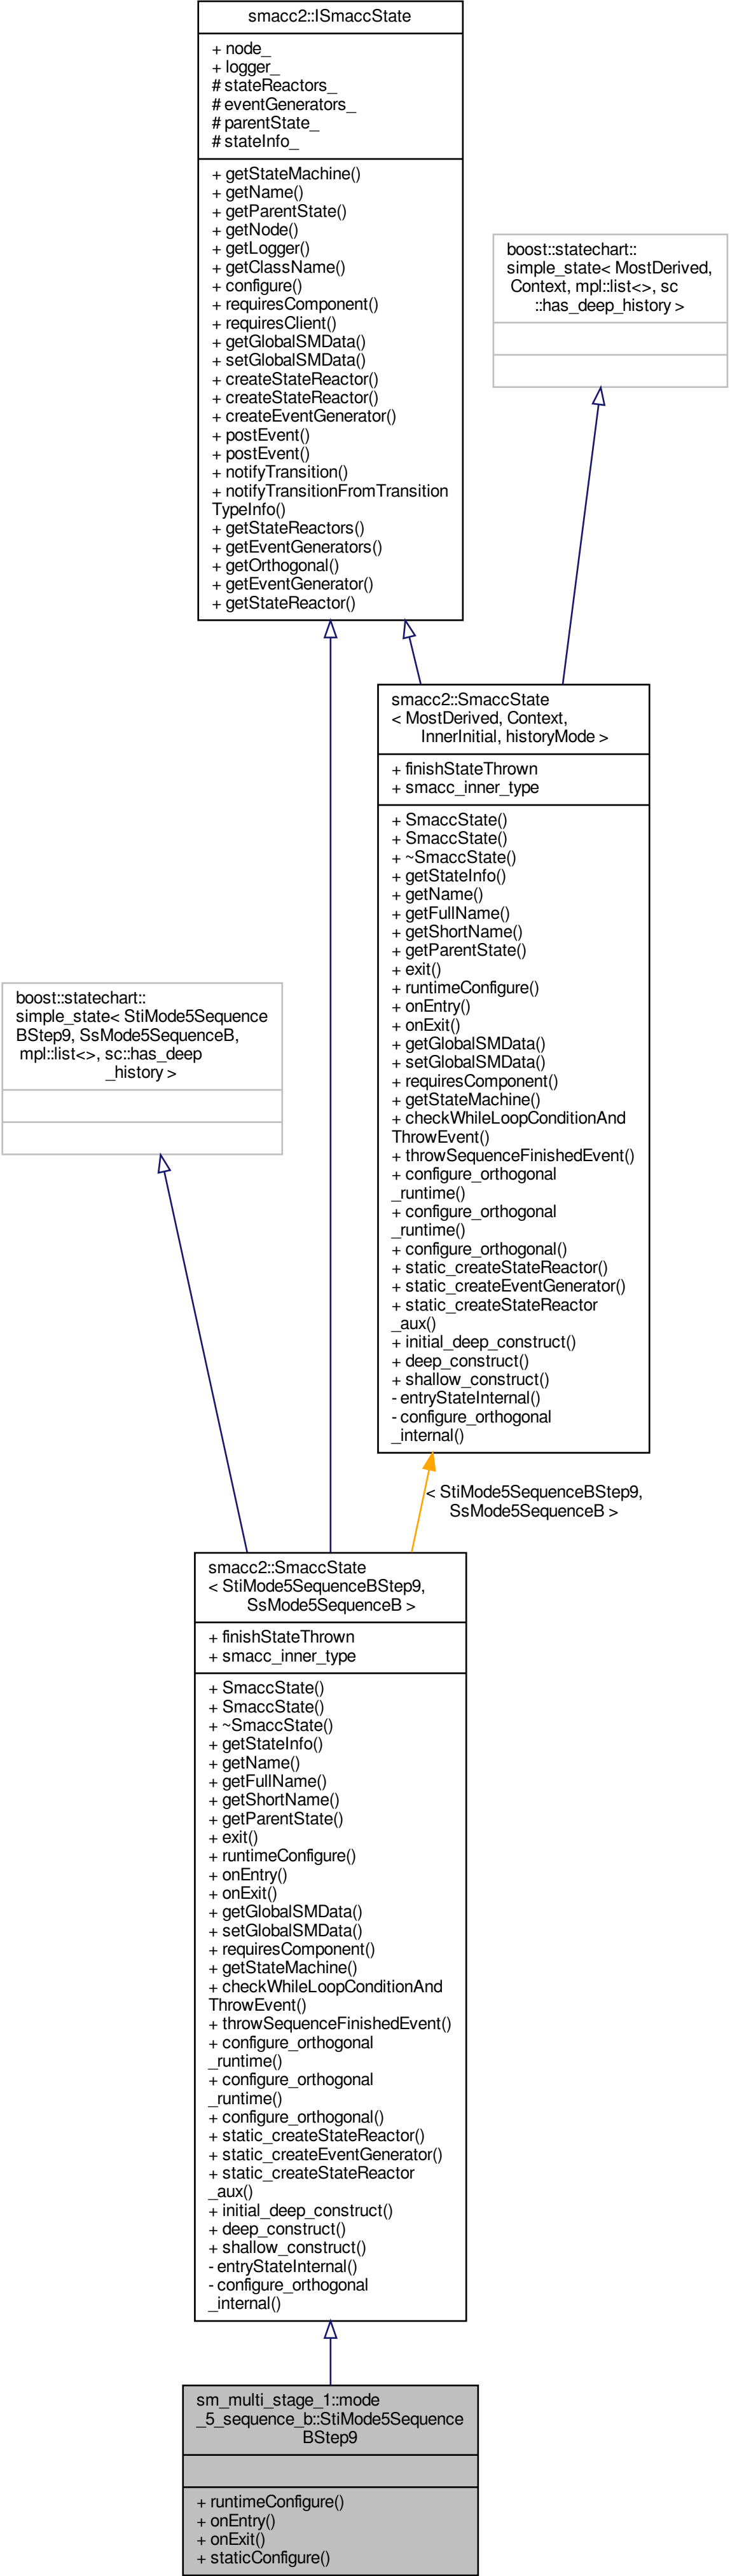 smacc2::ISmaccState
+ node_
+ logger_
# stateReactors_
# eventGenerators_
# parentState_
# stateInfo_
+ getStateMachine()
+ getName()
+ getParentState()
+ getNode()
+ getLogger()
+ getClassName()
+ configure()
+ requiresComponent()
+ requiresClient()
+ getGlobalSMData()
+ setGlobalSMData()
+ createStateReactor()
+ createStateReactor()
+ createEventGenerator()
+ postEvent()
+ postEvent()
+ notifyTransition()
+ notifyTransitionFromTransition
TypeInfo()
+ getStateReactors()
+ getEventGenerators()
+ getOrthogonal()
+ getEventGenerator()
+ getStateReactor()
boost::statechart::
simple_state< MostDerived,
Context, mpl::list<>, sc
::has_deep_history >
smacc2::SmaccState
< MostDerived, Context,
InnerInitial, historyMode >
+ finishStateThrown
+ smacc_inner_type
+ SmaccState()
+ SmaccState()
+ ~SmaccState()
+ getStateInfo()
+ getName()
+ getFullName()
+ getShortName()
+ getParentState()
+ exit()
+ runtimeConfigure()
+ onEntry()
+ onExit()
+ getGlobalSMData()
+ setGlobalSMData()
+ requiresComponent()
+ getStateMachine()
+ checkWhileLoopConditionAnd
ThrowEvent()
+ throwSequenceFinishedEvent()
+ configure_orthogonal
_runtime()
+ configure_orthogonal
_runtime()
+ configure_orthogonal()
+ static_createStateReactor()
+ static_createEventGenerator()
+ static_createStateReactor
_aux()
+ initial_deep_construct()
+ deep_construct()
+ shallow_construct()
- entryStateInternal()
- configure_orthogonal
_internal()
boost::statechart::
simple_state< StiMode5Sequence
BStep9, SsMode5SequenceB,
mpl::list<>, sc::has_deep
_history >
< StiMode5SequenceBStep9,
SsMode5SequenceB >
smacc2::SmaccState
< StiMode5SequenceBStep9,
SsMode5SequenceB >
+ finishStateThrown
+ smacc_inner_type
+ SmaccState()
+ SmaccState()
+ ~SmaccState()
+ getStateInfo()
+ getName()
+ getFullName()
+ getShortName()
+ getParentState()
+ exit()
+ runtimeConfigure()
+ onEntry()
+ onExit()
+ getGlobalSMData()
+ setGlobalSMData()
+ requiresComponent()
+ getStateMachine()
+ checkWhileLoopConditionAnd
ThrowEvent()
+ throwSequenceFinishedEvent()
+ configure_orthogonal
_runtime()
+ configure_orthogonal
_runtime()
+ configure_orthogonal()
+ static_createStateReactor()
+ static_createEventGenerator()
+ static_createStateReactor
_aux()
+ initial_deep_construct()
+ deep_construct()
+ shallow_construct()
- entryStateInternal()
- configure_orthogonal
_internal()
sm_multi_stage_1::mode
_5_sequence_b::StiMode5Sequence
BStep9
+ runtimeConfigure()
+ onEntry()
+ onExit()
+ staticConfigure()